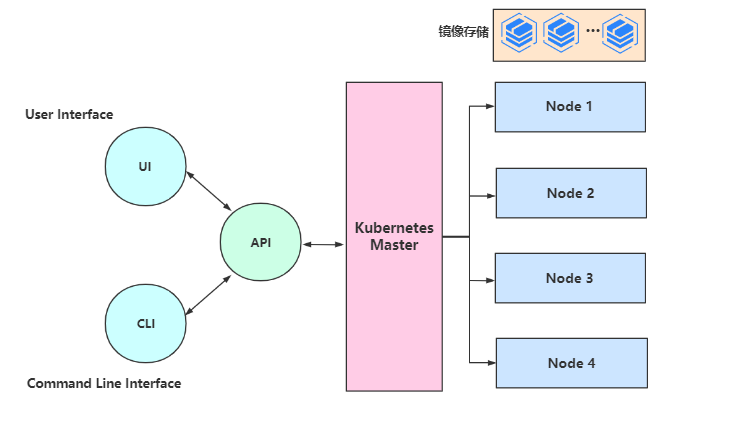 镜像存储
...
User Interface
UI
API
CLI
Command Line Interface
Kubernetes
Master
Node 1
Node 2
Node 3
Node 4